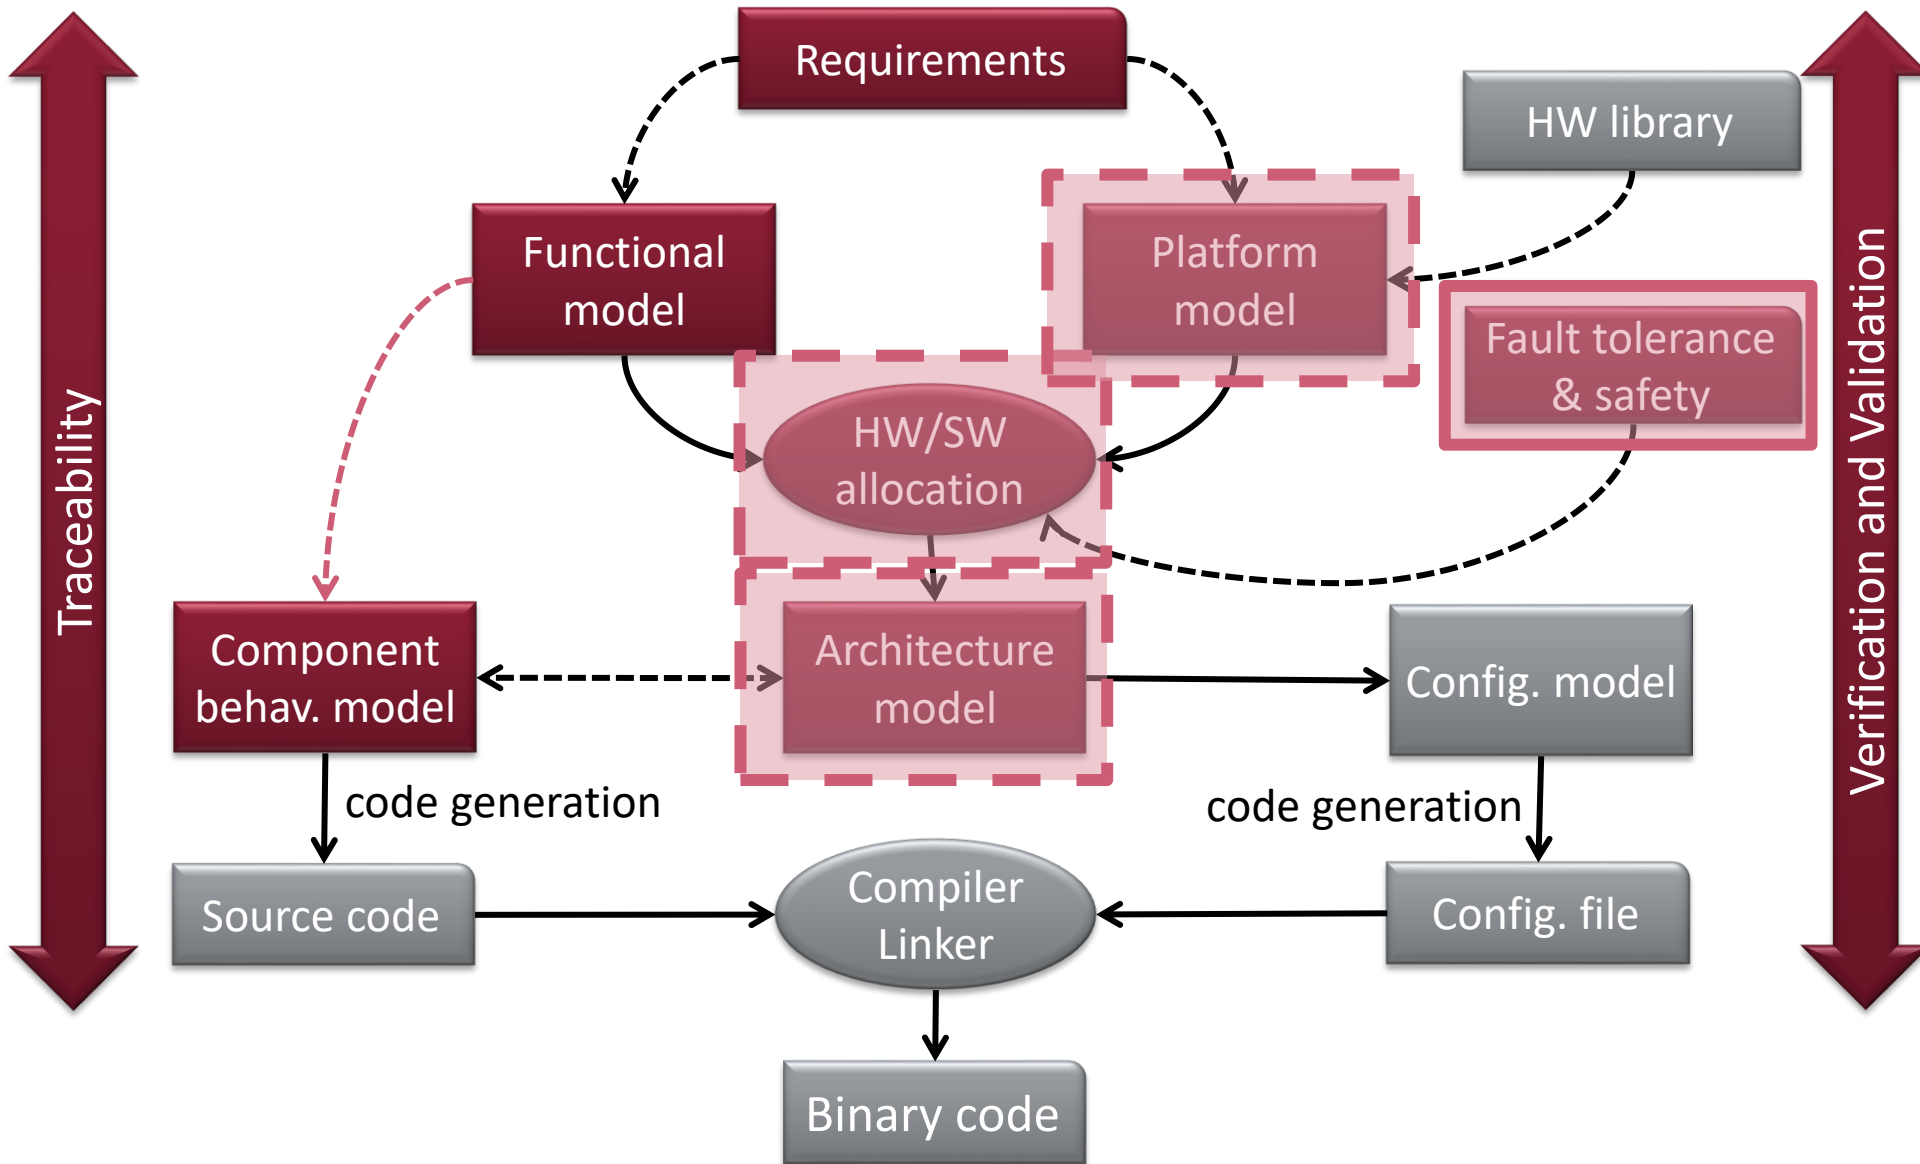 Requirements
HW library
Functional
model
Platform
model
Fault tolerance
& safety
HW/SW
allocation
Traceability
Verification and Validation
Component
behav. model
Architecture
model
Config. model
code generation
code generation
Source code
Compiler
Linker
Config. file
Binary code